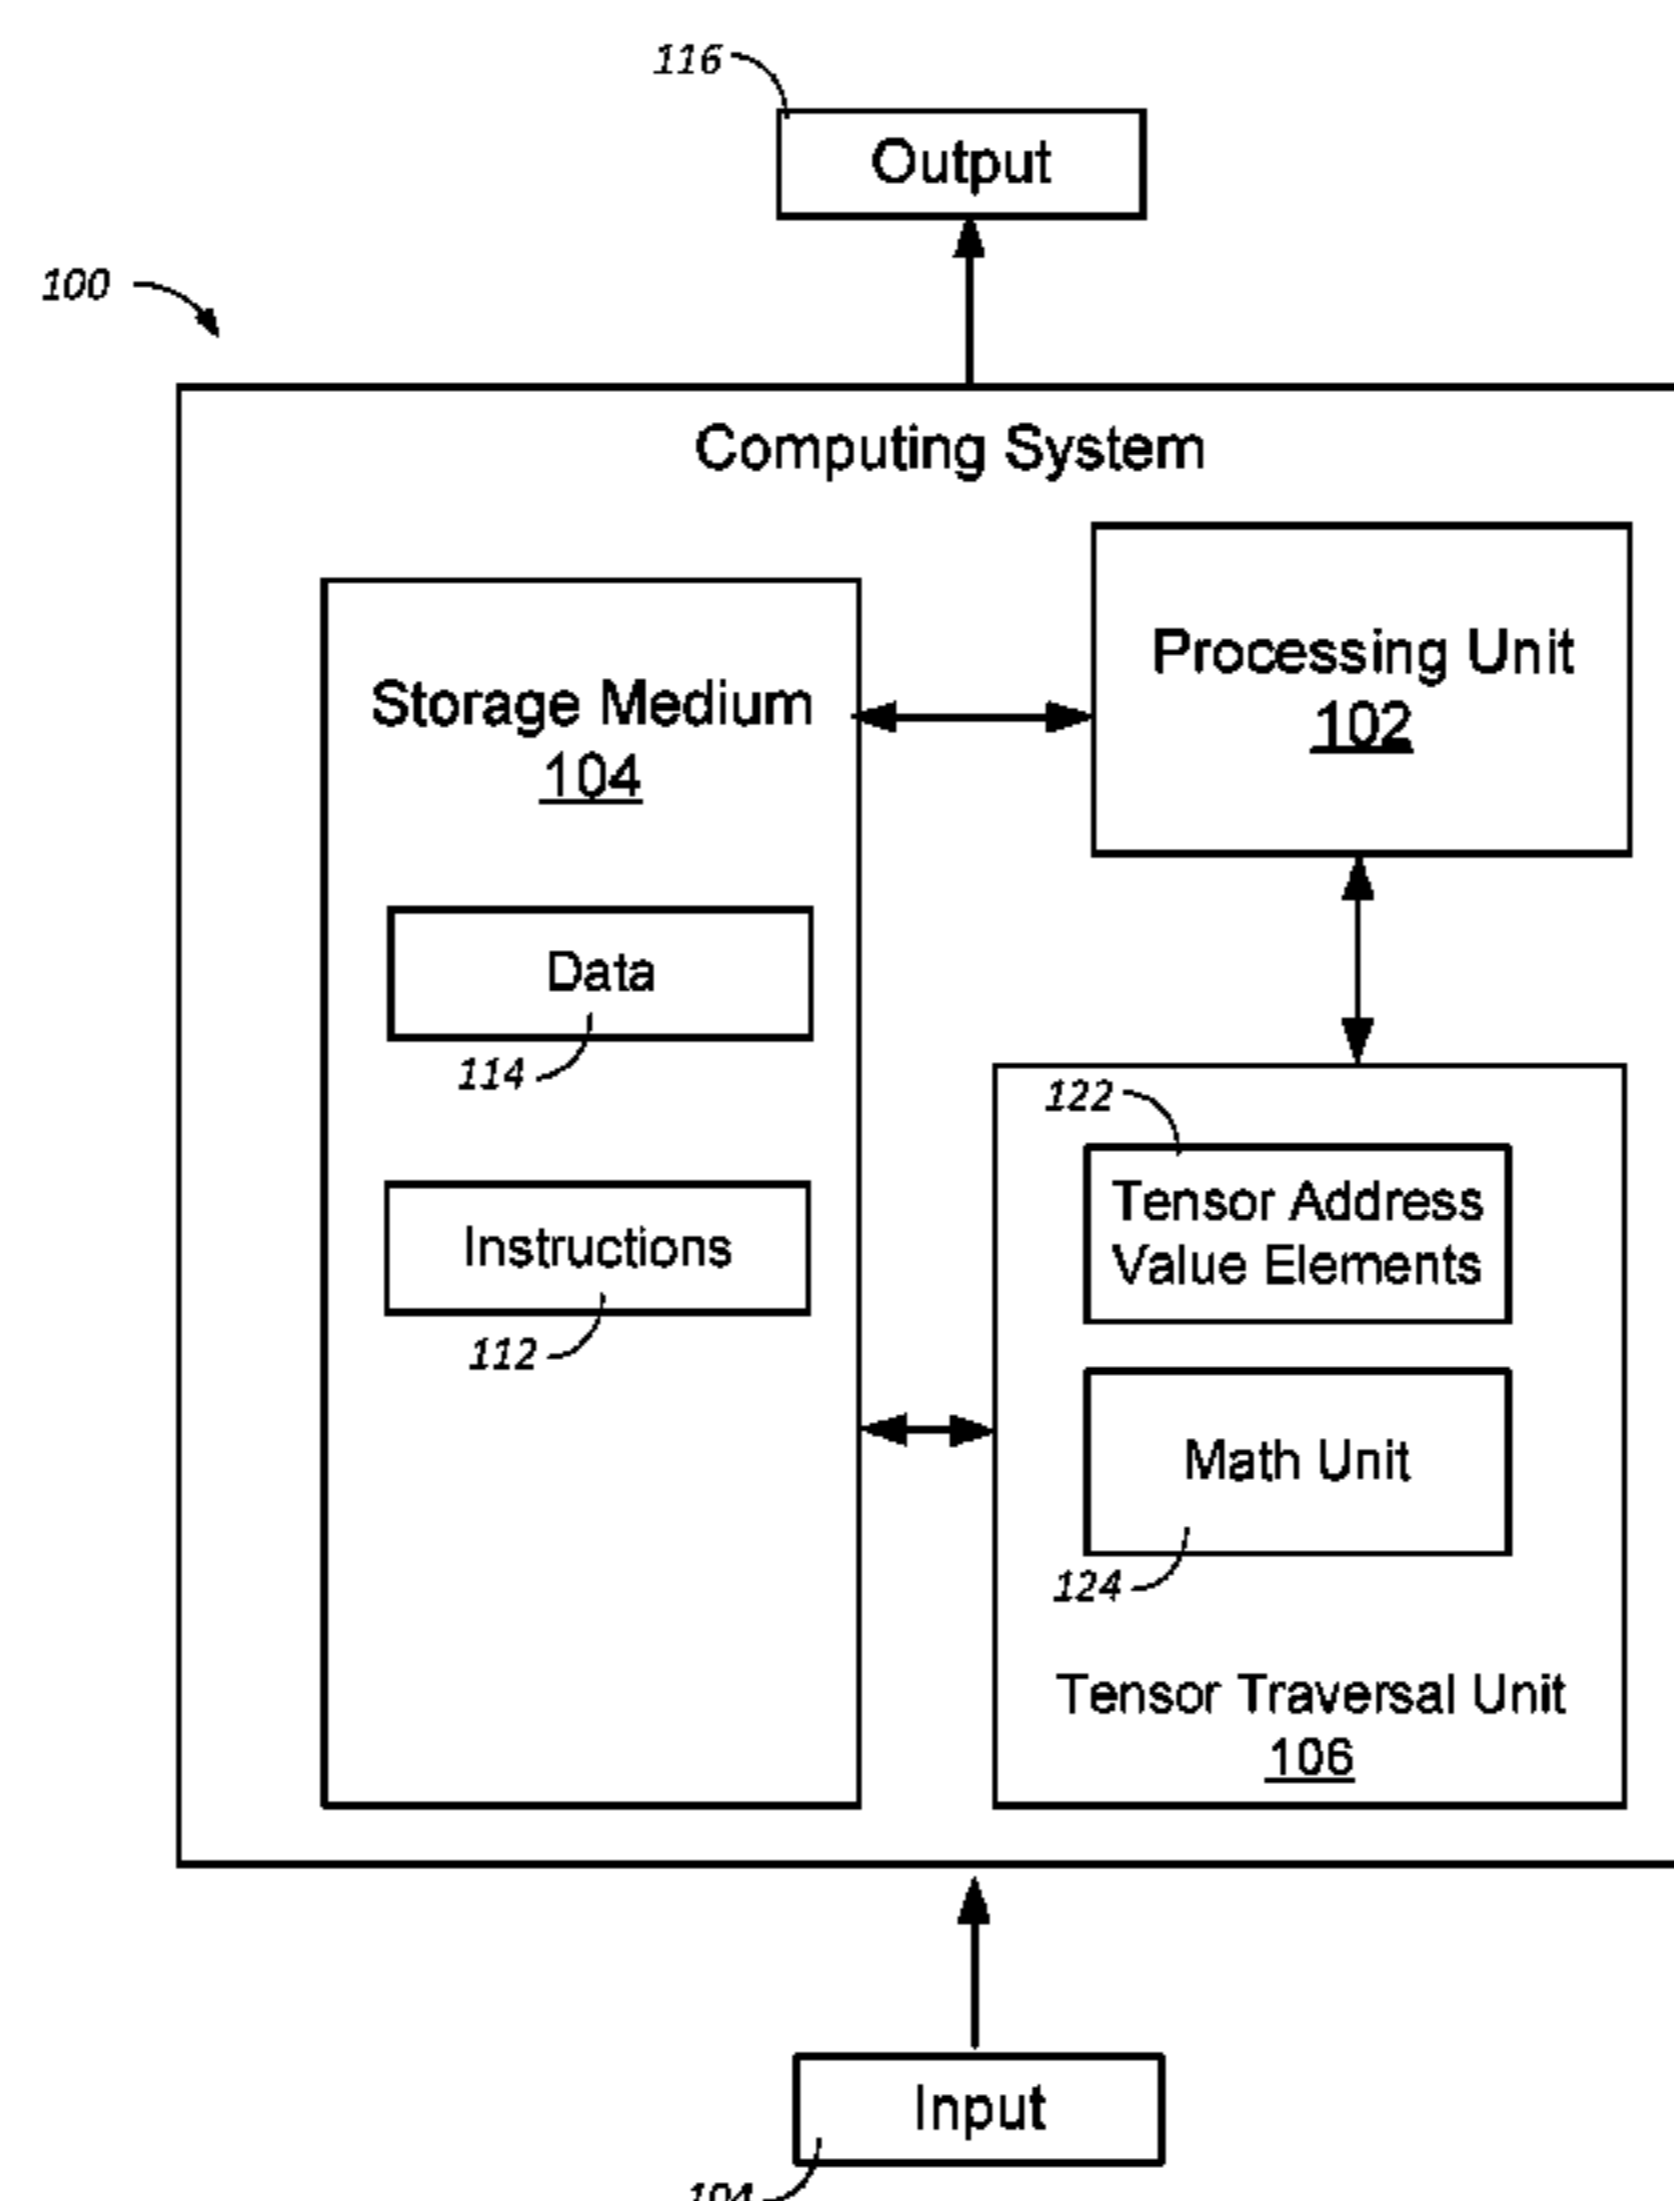 116
Output
100
Computing System
Processing Unit
102
Storage Medium
104
Data
114
122
Tensor Address
Value Elements
Instructions
112
Math Unit
124
Tensor Traversal Unit
106
Input
104